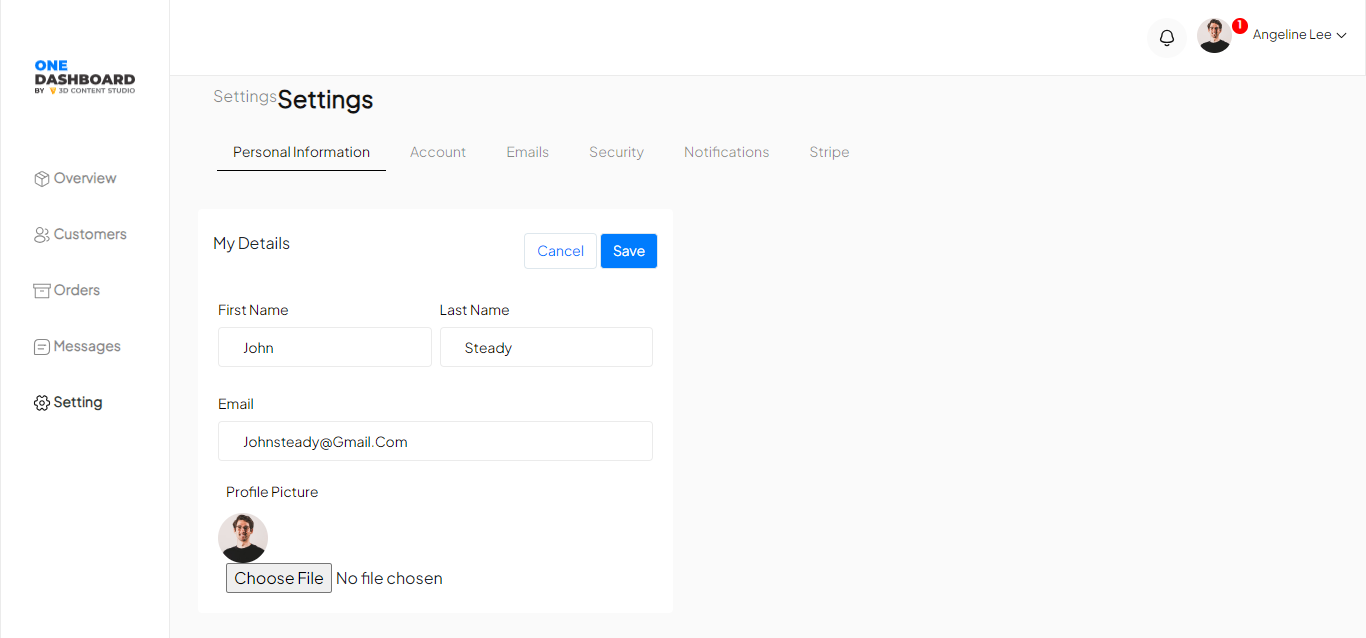 ONE
DASHBOARD
BY 3D CONTENT STUDIO
1
Angeline Lee
Overview
Customers
Orders
Messages
Setting
Settings Settings
Personal Information Account Emails Security Notifications Stripe
My Details
Cancel Save
First Name Last Name
John Steady
Email
Johnsteady@Gmail.Com
Profile Picture
Choose File No file chosen